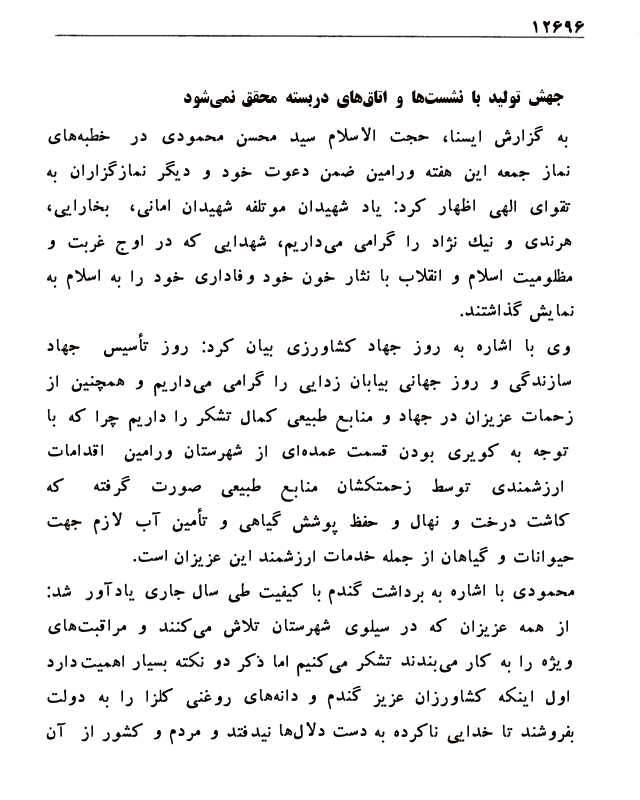 ۱۲۶۹۶
جهش تولید با نشست‌ها و اتاق‌های دربسته محقق نمی‌شود
به گزارش ایسنا، حجت الاسلام سید محسن محمودی در خطبه‌های
نماز جمعه این هفته ورامین ضمن دعوت خود و دیگر نمازگزاران به
تقوای الهی اظهار کرد: یاد شهیدان موتلفه شهیدان امانی، بخارایی،
هرندی و نیك نژاد را گرامی می‌داریم، شهدایی که در اوج غربت و
مظلومیت اسلام و انقلاب با نثار خون خود وفاداری خود را به اسلام به
نمایش گذاشتند.
وی با اشاره به روز جهاد کشاورزی بیان کرد: روز تأسیس جهاد
سازندگی و روز جهانی بیابان زدایی را گرامی می‌داریم و همچنین از
زحمات عزیزان در جهاد و منابع طبیعی کمال تشکر را داریم چرا که با
توجه به کویری بودن قسمت عمده‌ای از شهرستان ورامین اقدامات
ارزشمندی توسط زحمتکشان منابع طبیعی صورت گرفته که
کاشت درخت و نهال و حفظ پوشش گیاهی و تأمین آب لازم جهت
حیوانات و گیاهان از جمله خدمات ارزشمند این عزیزان است.
محمودی با اشاره به برداشت گندم با کیفیت طی سال جاری یادآور شد:
از همه عزیزان که در سیلوی شهرستان تلاش می‌کنند و مراقبت‌های
ویژه را به کار می‌بندند تشکر می‌کنیم اما ذکر دو نکته بسیار اهمیت دارد
اول اینکه کشاورزان عزیز گندم و دانه‌های روغنی کلزا را به دولت
بفروشند تا خدایی ناکرده به دست دلال‌ها نیدفتد و مردم و کشور از آن